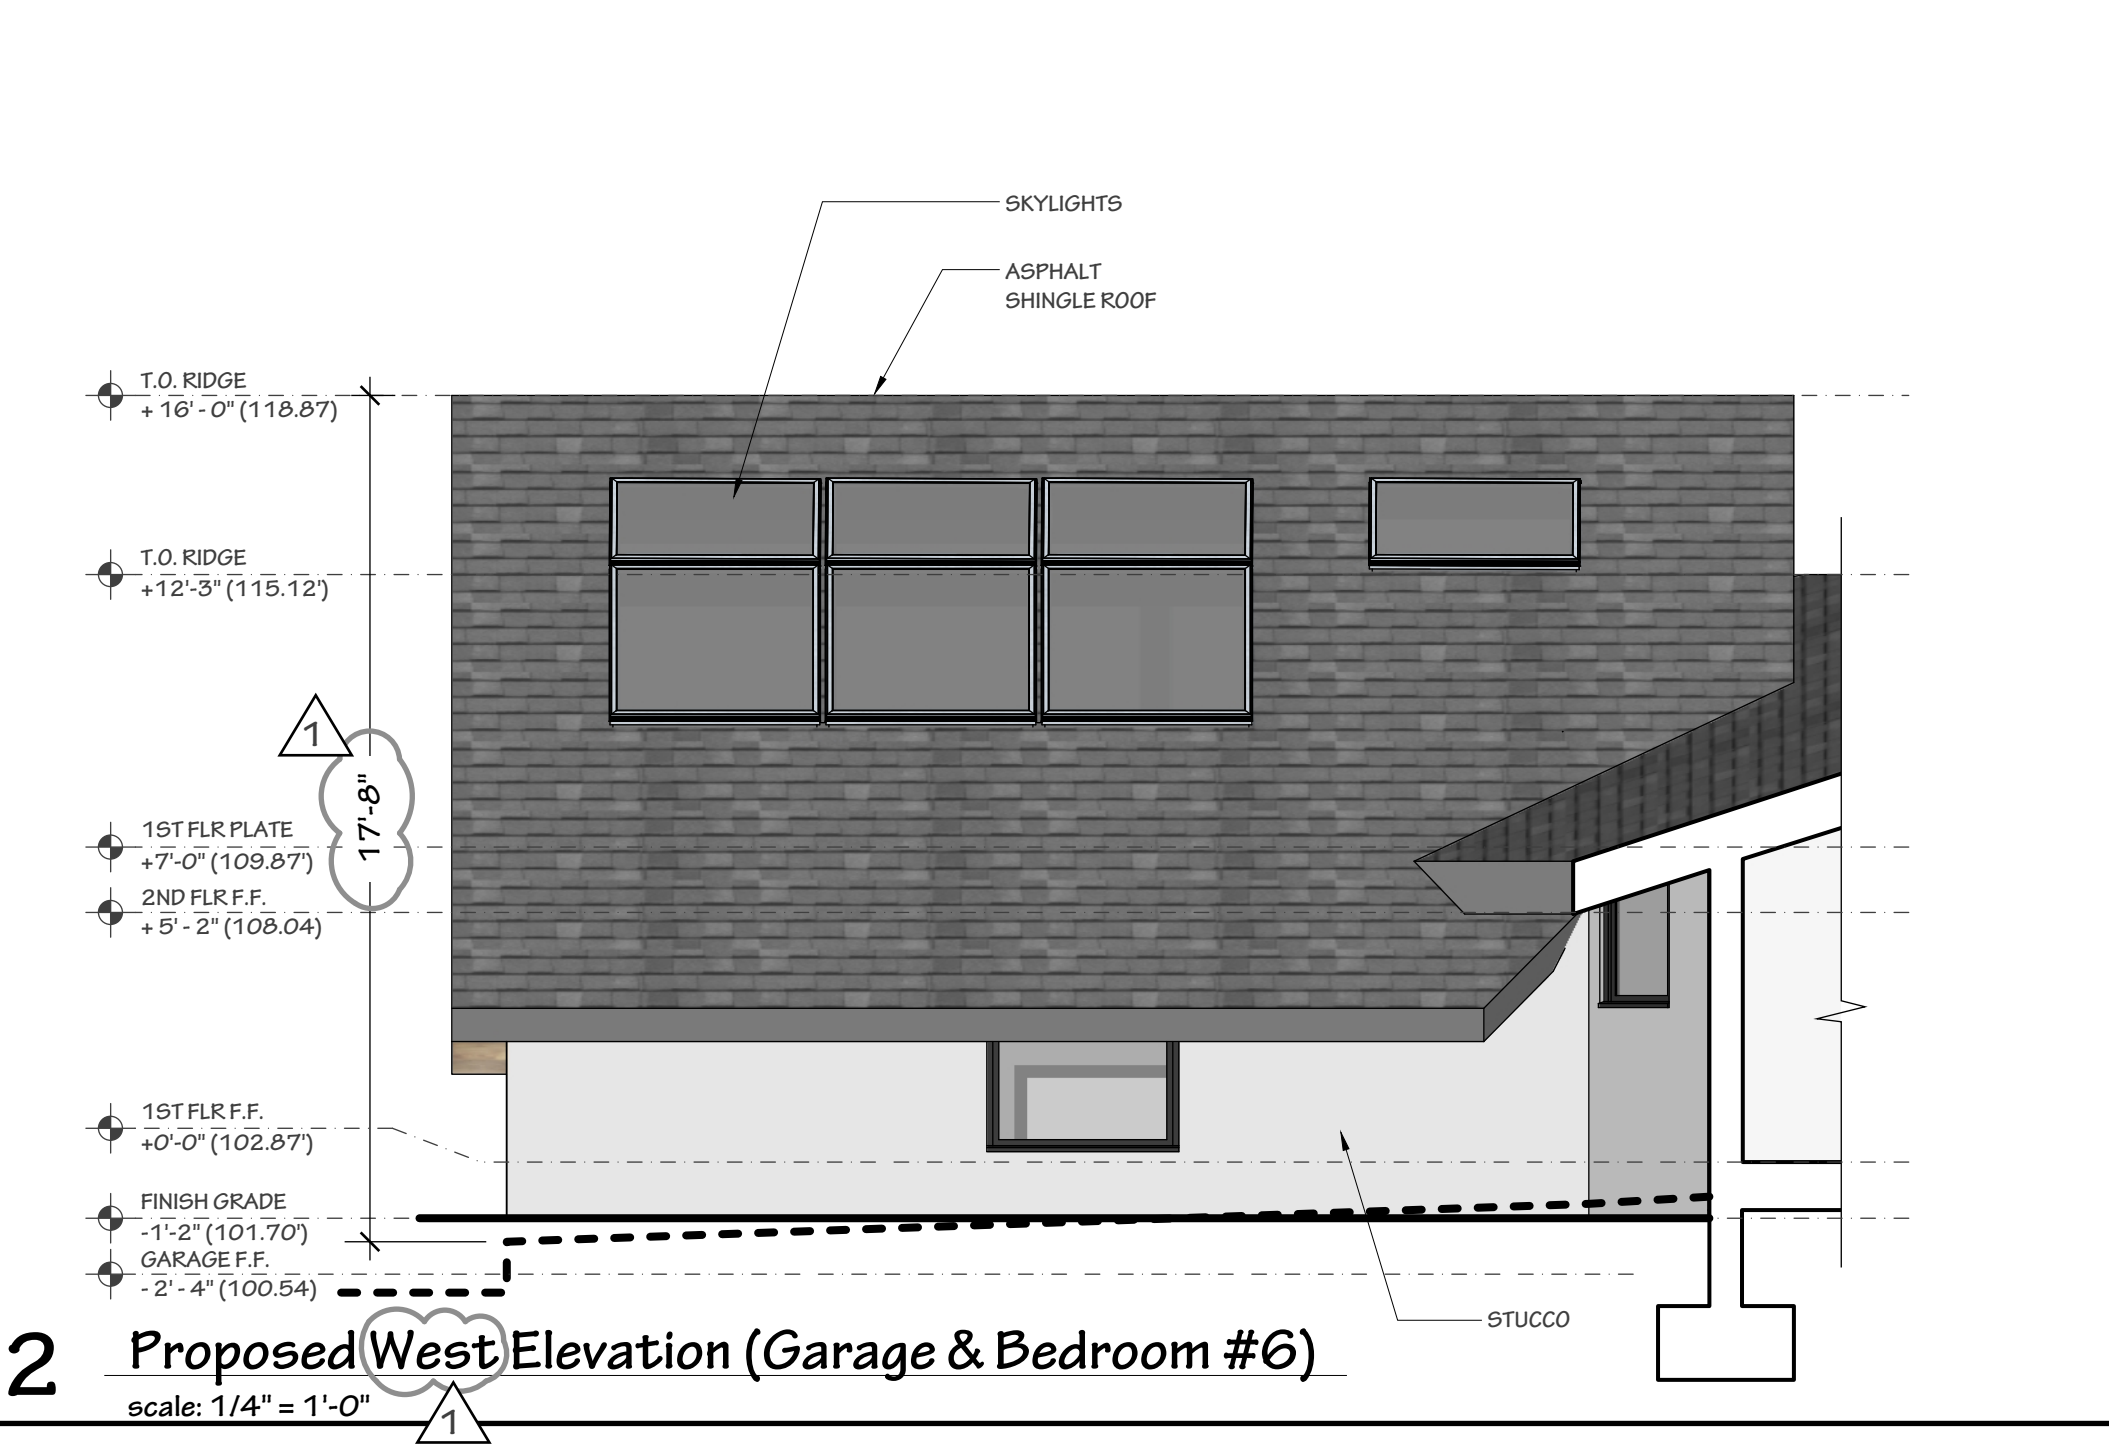 SKYLIGHTS
ASPHALT
SHINGLE ROOF
T.O. RIDGE
+ 16' - 0" (118.87)
T.O. RIDGE
+12'-3" (115.12')
1
17'-8"
1ST FLR PLATE
+7'-0" (109.87')
2ND FLR F.F.
+ 5' - 2" (108.04)
1ST FLR F.F.
+0'-0" (102.87')
FINISH GRADE
-1'-2" (101.70')
GARAGE F.F.
- 2' - 4" (100.54)
STUCCO
2 Proposed West Elevation (Garage & Bedroom #6)
scale: 1/4" = 1'-0"
1